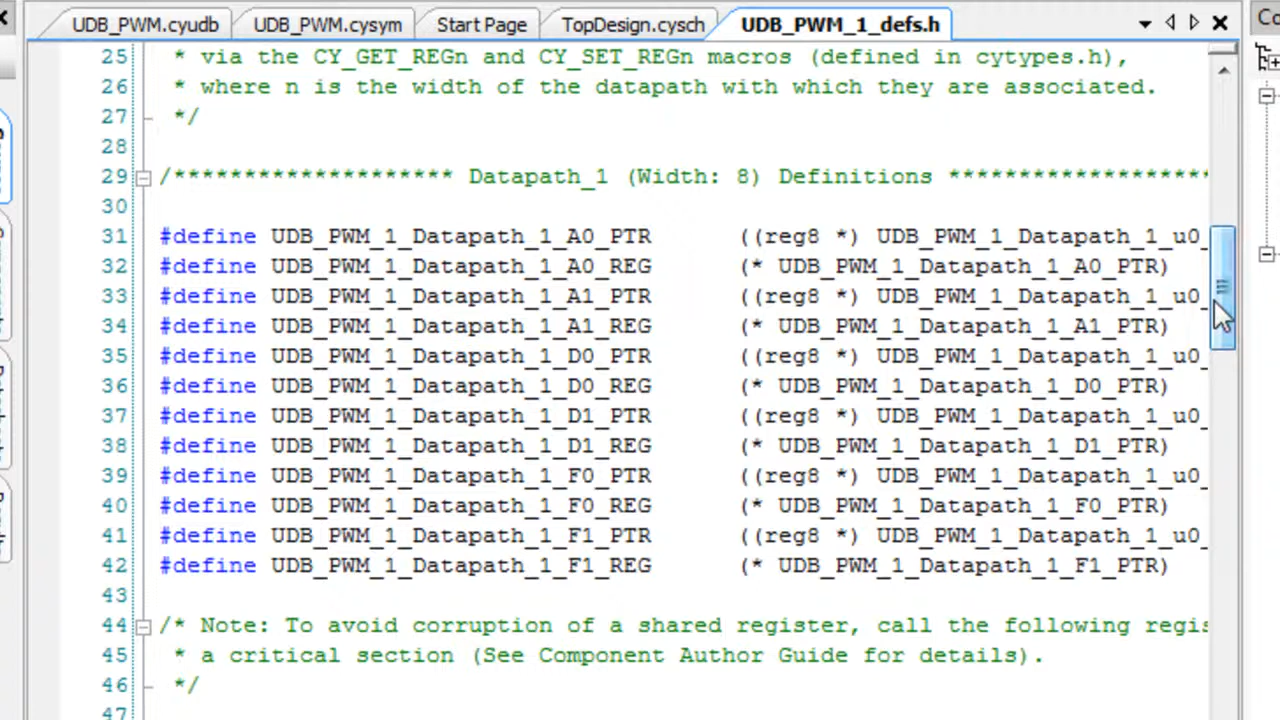 UDB_PWM.cyudb UDB_PWM.cysym Start Page TopDesign.cysch UDB_PWM_1_defs.h Co
25 * via the CY_GET_REGn and CY_SET_REGn macros (defined in cytypes.h),
26 * where n is the width of the datapath with which they are associated.
27 */
28
29 /******************** Datapath_1 (Width: 8) Definitions *******************
30
31 #define UDB_PWM_1_Datapath_1_A0_PTR ((reg8 *) UDB_PWM_1_Datapath_1_u0_
32 #define UDB_PWM_1_Datapath_1_A0_REG (* UDB_PWM_1_Datapath_1_A0_PTR)
33 #define UDB_PWM_1_Datapath_1_A1_PTR ((reg8 *) UDB_PWM_1_Datapath_1_u0_
34 #define UDB_PWM_1_Datapath_1_A1_REG (* UDB_PWM_1_Datapath_1_A1_PTR)
35 #define UDB_PWM_1_Datapath_1_D0_PTR ((reg8 *) UDB_PWM_1_Datapath_1_u0_
36 #define UDB_PWM_1_Datapath_1_D0_REG (* UDB_PWM_1_Datapath_1_D0_PTR)
37 #define UDB_PWM_1_Datapath_1_D1_PTR ((reg8 *) UDB_PWM_1_Datapath_1_u0_
38 #define UDB_PWM_1_Datapath_1_D1_REG (* UDB_PWM_1_Datapath_1_D1_PTR)
39 #define UDB_PWM_1_Datapath_1_F0_PTR ((reg8 *) UDB_PWM_1_Datapath_1_u0_
40 #define UDB_PWM_1_Datapath_1_F0_REG (* UDB_PWM_1_Datapath_1_F0_PTR)
41 #define UDB_PWM_1_Datapath_1_F1_PTR ((reg8 *) UDB_PWM_1_Datapath_1_u0_
42 #define UDB_PWM_1_Datapath_1_F1_REG (* UDB_PWM_1_Datapath_1_F1_PTR)
43
44 /* Note: To avoid corruption of a shared register, call the following regis
45 * a critical section (See Component Author Guide for details).
46 */
47